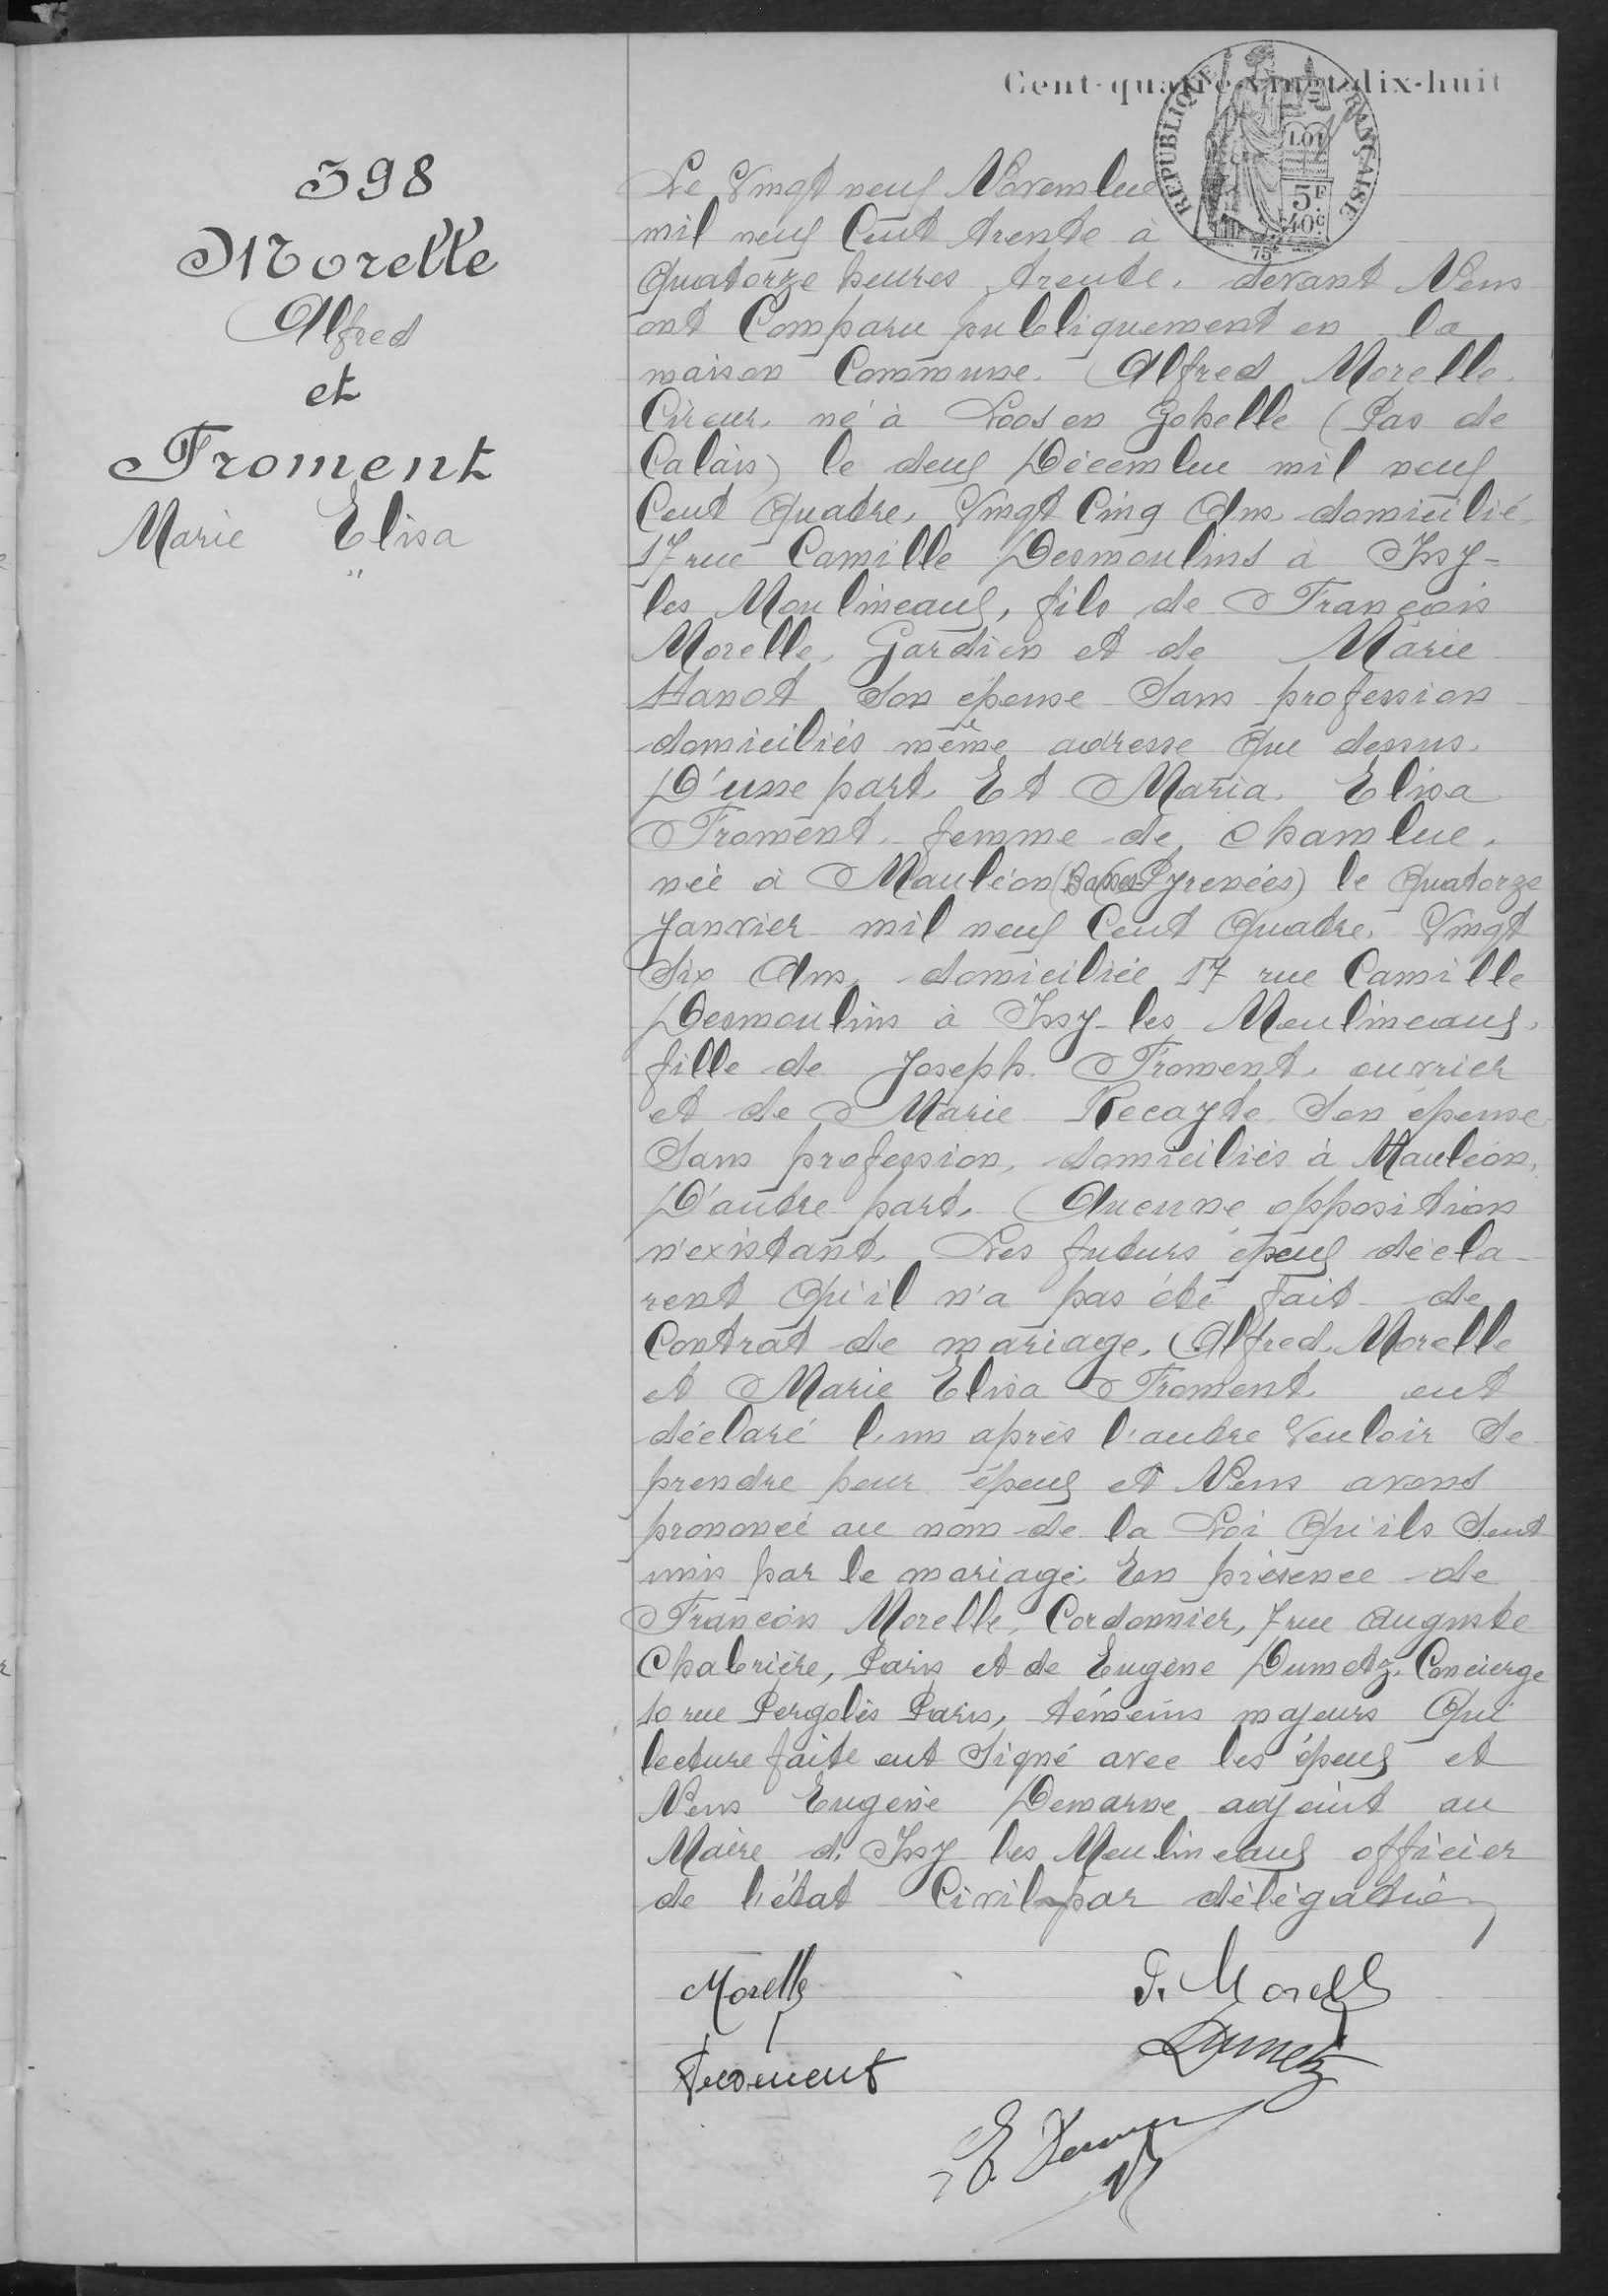 Cent-quatre-vingt-dix-huit
RÉPUBLIQUE FRANÇAISE
LOI
5F
40c
75c
398
Morelle
Alfred
et
Froment
Marie Elisa
"
Le Vingt neuf Novembre
mil neuf Cent trente à
Quatorze heures trente, devant Nous
ont Comparu publiquement en la
maison Commune. Alfred Morelle.
Cireur, né à Loos en Gohelle (Pas de
Calais) le deux Décembre mil neuf
Cent Quatre, Vingt Cinq Ans, domicilié
17 rue Camille Desmoulins à Issy-
les Moulineaux, fils de François
Morelle, Gardien et de Marie
Hanot Son épouse Sans profession
domiciliés même adresse Que dessus.
D'une part, Et Maria, Elisa
Froment, femme de Chambre,
née à Mauléon (Basses Pyrenées) le Quatorze
Janvier mil neuf Cent Quatre, Vingt
Six Ans, domiciliée 17 rue Camille
Desmoulins à Issy-les Moulineaux,
fille de Joseph Froment, ouvrier
et de Marie Recayte Son épouse
Sans profession, domiciliés à Mauléon,
D'autre part, Aucune opposition
n'existant, Les futurs époux décla-
rent Qu'il n'a pas été fait de
Contrat de mariage. Alfred Morelle
et Marie Elisa Froment ont
déclaré l'un après l'autre Vouloir Se
prendre pour époux et Nous avons
prononcé au nom de la Loi Qu'ils Sont
unis par le mariage. En présence de
François Morelle, Cordonnier, 7 rue Auguste
Chabrière, Paris et de Eugène Dumetz, Concierge
10 rue Pergolès Paris, témoins majeurs Qui
lecture faite ont Signé avec les époux et
Nous Eugène Demarne adjoint au
Maire d'Issy les Moulineaux officier
de l'état Civil par délégation
Morelle
Froment
Dumetz